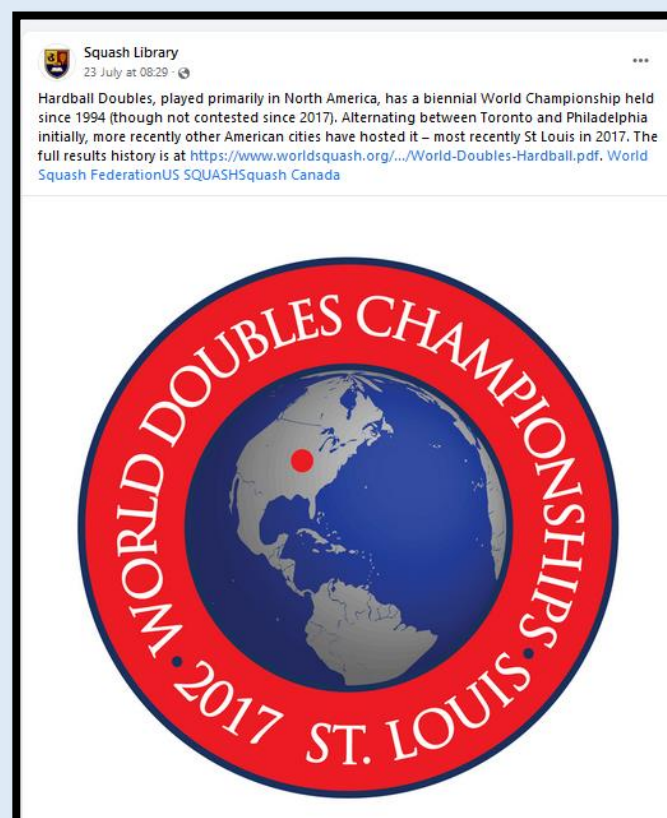 Squash Library
23 July at 08:29 ·
Hardball Doubles, played primarily in North America, has a biennial World Championship held
since 1994 (though not contested since 2017). Alternating between Toronto and Philadelphia
initially, more recently other American cities have hosted it – most recently St Louis in 2017. The
full results history is at https://www.worldsquash.org/.../World-Doubles-Hardball.pdf. World
Squash FederationUS SQUASHSquash Canada
WORLD DOUBLES CHAMPIONSHIPS
• 2017 ST. LOUIS •